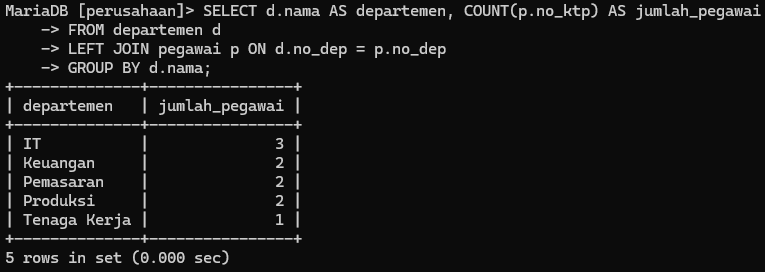 MariaDB [perusahaan]> SELECT d.nama AS departemen, COUNT(p.no_ktp) AS jumlah_pegawai
    -> FROM departemen d
    -> LEFT JOIN pegawai p ON d.no_dep = p.no_dep
    -> GROUP BY d.nama;
+--------------+----------------+
| departemen   | jumlah_pegawai |
+--------------+----------------+
| IT           |              3 |
| Keuangan     |              2 |
| Pemasaran    |              2 |
| Produksi     |              2 |
| Tenaga Kerja |              1 |
+--------------+----------------+
5 rows in set (0.000 sec)